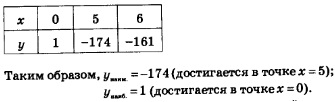 x 0 5 6
y 1 −174 −161
Таким образом, yнаим. = −174 (достигается в точке x = 5);
yнаиб. = 1 (достигается в точке x = 0).